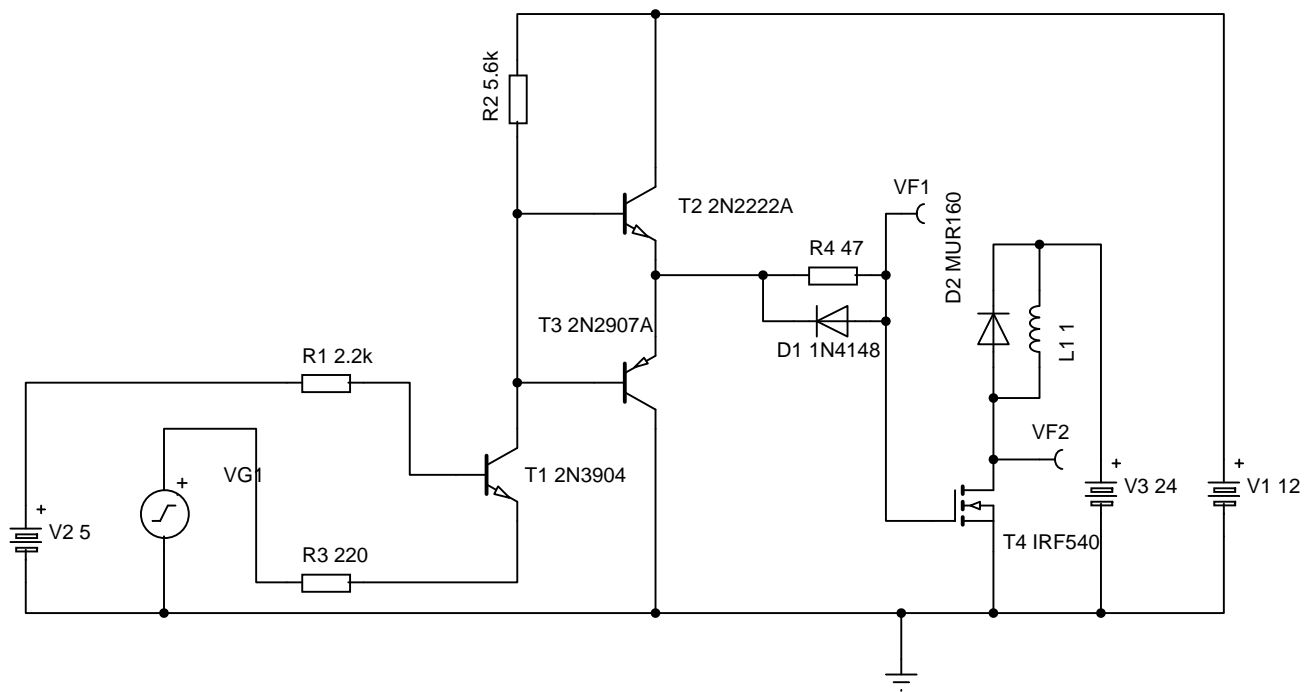 R2 5.6k
T2 2N2222A
VF1
D2 MUR160
R4 47
T3 2N2907A
D1 1N4148
L1 1
R1 2.2k
VF2
VG1
+
T1 2N3904
+
V3 24
+
V1 12
+
V2 5
R3 220
T4 IRF540